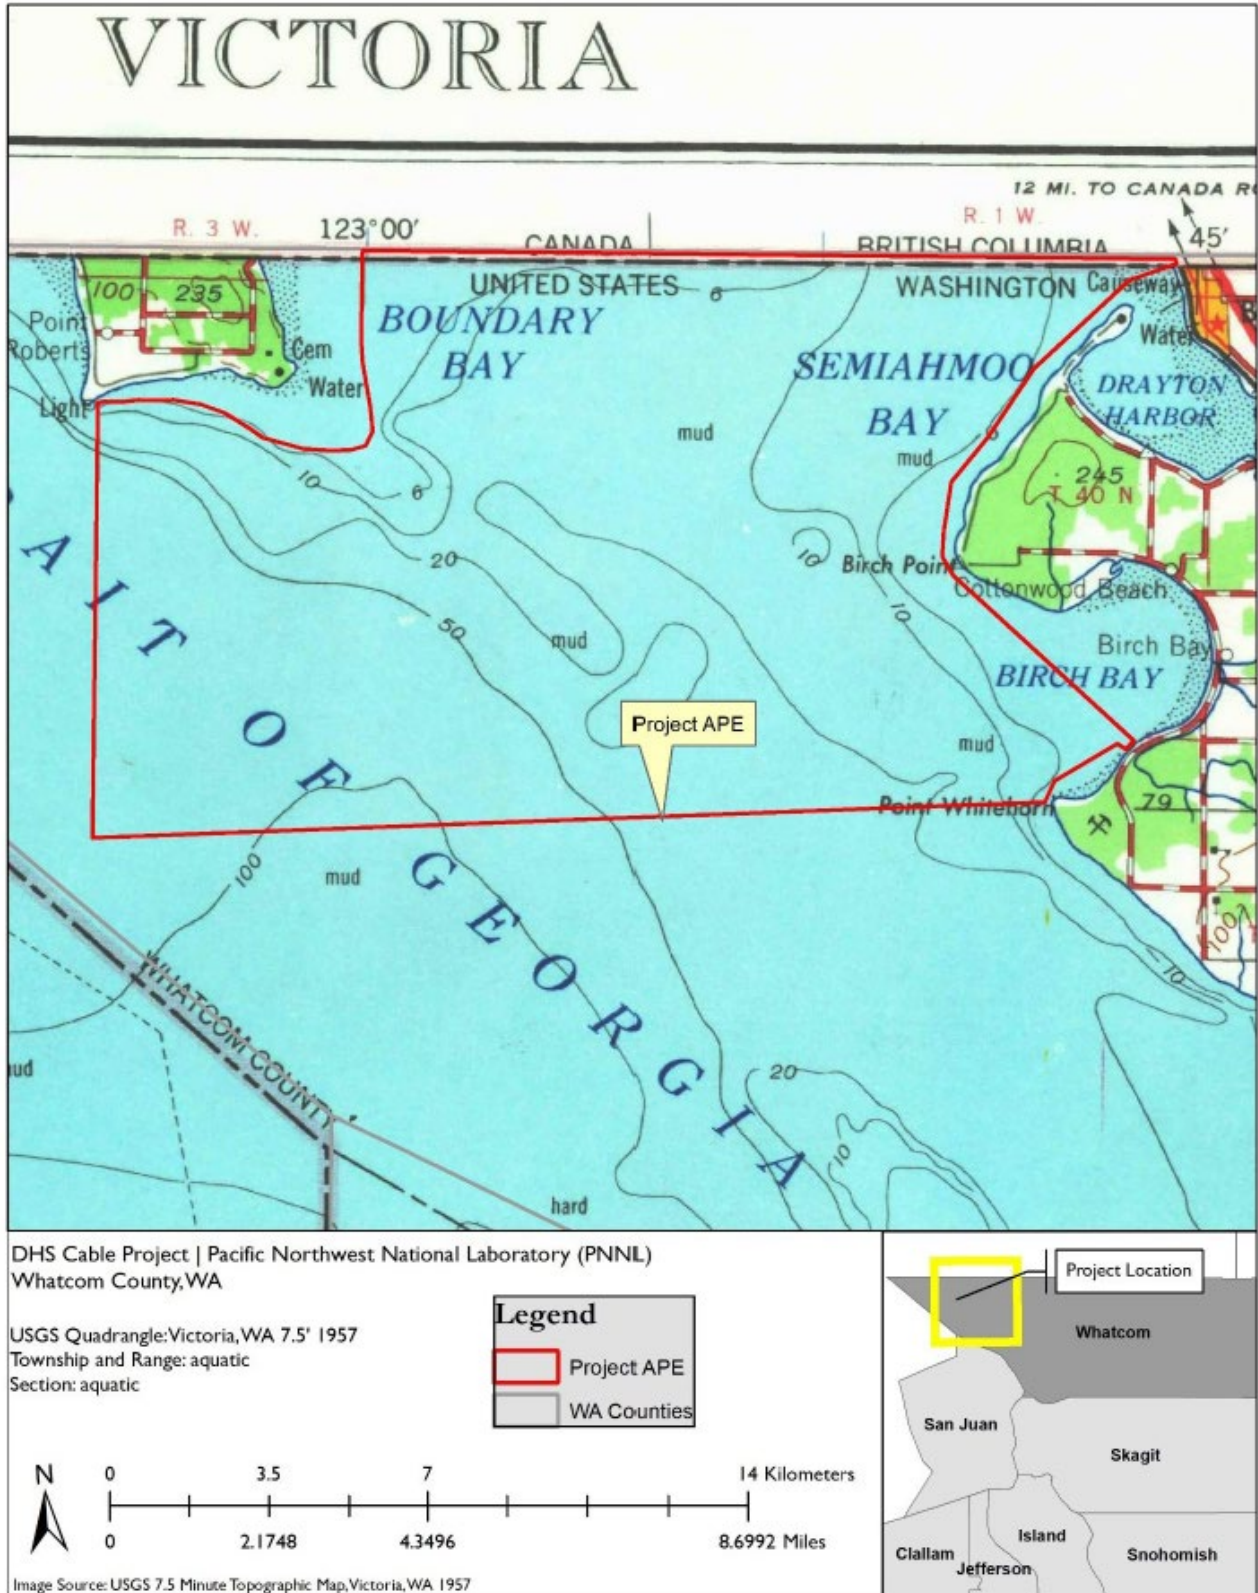 VICTORIA
12 MI. TO CANADA
R. 3 W.
123°00'
R. 1 W.
45'
CANADA
BRITISH COLUMBIA
UNITED STATES
WASHINGTON
Causeway
100
235
6
Point
Roberts
BOUNDARY
BAY
Cem
Water
Water
SEMIAHMOO
BAY
DRAYTON
HARBOR
Light
mud
6
mud
245
T 40 N
10
6
10
20
Birch Point
Cottonwood Beach
10
50
mud
Birch Bay
BIRCH BAY
Project APE
mud
Point Whitehorn
79
100
mud
100
10
STRAIT OF GEORGIA
WHATCOM COUNTY
20
10
hard
DHS Cable Project | Pacific Northwest National Laboratory (PNNL)
Whatcom County, WA
USGS Quadrangle: Victoria, WA 7.5' 1957
Township and Range: aquatic
Section: aquatic
Legend
Project APE
WA Counties
N
0 3.5 7 14 Kilometers
0 2.1748 4.3496 8.6992 Miles
Image Source: USGS 7.5 Minute Topographic Map, Victoria, WA 1957
Project Location
Whatcom
San Juan
Skagit
Island
Clallam
Jefferson
Snohomish